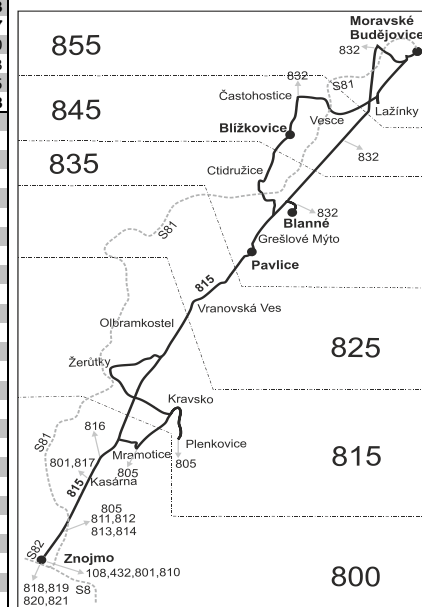 Moravské
Budějovice
855
832
832
S81
Častohostice
Lažínky
845
Vesce
Blížkovice
832
835
Ctidružice
832
Blanné
S81
Grešlové Mýto
Pavlice
815
Vranovská Ves
Olbramkostel
825
Žerůtky
Kravsko
816
Plenkovice
S81
815
Mramotice
801,817
805
805
Kasárna
815
805
811,812
813,814
S82
Znojmo
108,432,801,810
800
818,819
S8
820,821